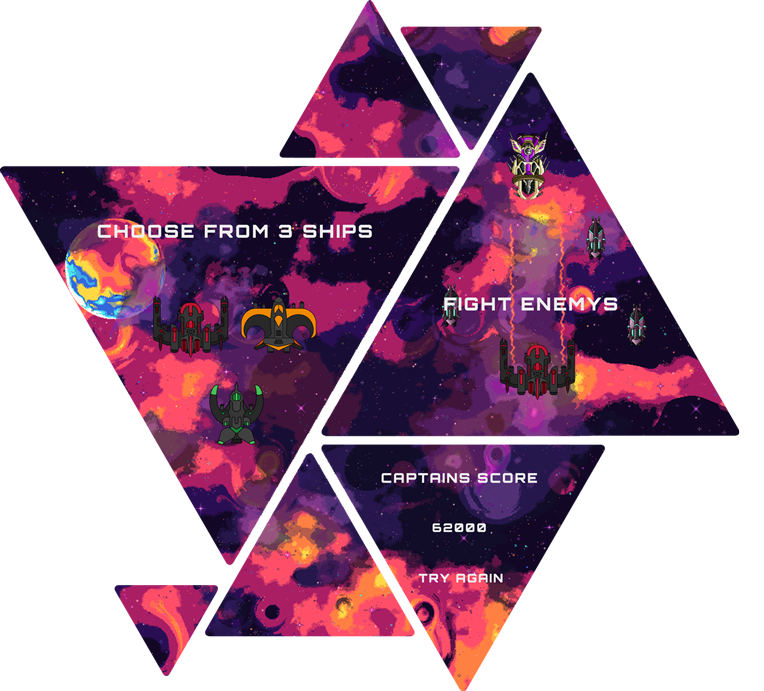 CHOOSE FROM 3 SHIPS
FIGHT ENEMYS
CAPTAINS SCORE
62000
TRY AGAIN